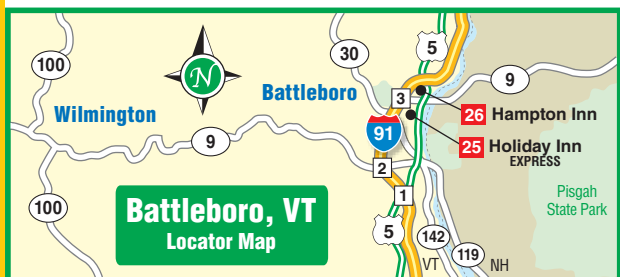 100
30
5
9
Wilmington
Battleboro
N
3
26 Hampton Inn
9
91
25 Holiday Inn
EXPRESS
2
Pisgah
State Park
100
Battleboro, VT
Locator Map
1
5
142
119
VT
NH